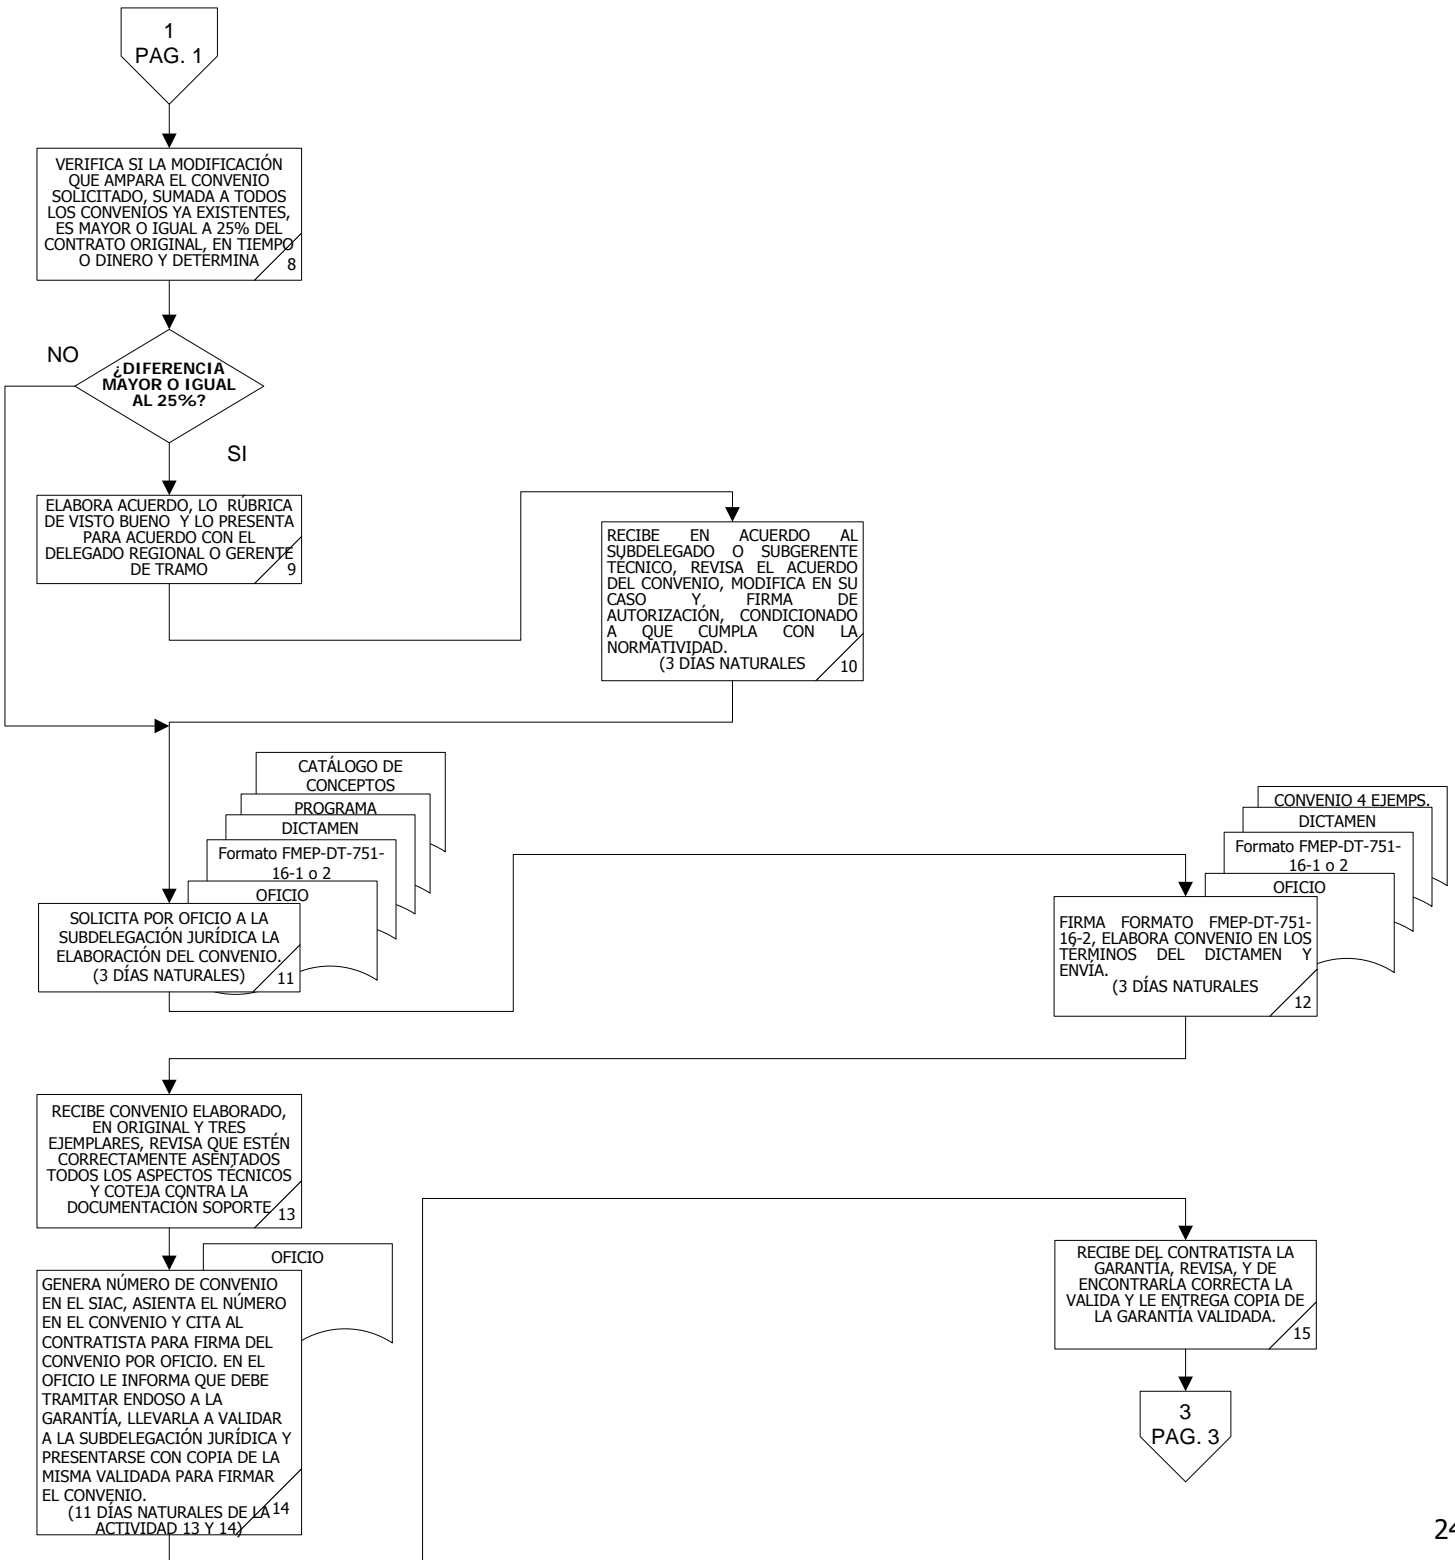 1
PAG. 1
VERIFICA SI LA MODIFICACIÓN
QUE AMPARA EL CONVENIO
SOLICITADO, SUMADA A TODOS
LOS CONVENIOS YA EXISTENTES,
ES MAYOR O IGUAL A 25% DEL
CONTRATO ORIGINAL, EN TIEMPO
O DINERO Y DETERMINA
8
NO
¿DIFERENCIA
MAYOR O IGUAL
AL 25%?
SI
ELABORA ACUERDO, LO RÚBRICA
DE VISTO BUENO Y LO PRESENTA
PARA ACUERDO CON EL
DELEGADO REGIONAL O GERENTE
DE TRAMO
9
RECIBE EN ACUERDO AL
SUBDELEGADO O SUBGERENTE
TÉCNICO, REVISA EL ACUERDO
DEL CONVENIO, MODIFICA EN SU
CASO Y FIRMA DE
AUTORIZACIÓN, CONDICIONADO
A QUE CUMPLA CON LA
NORMATIVIDAD.
(3 DÍAS NATURALES
10
CATÁLOGO DE
CONCEPTOS
PROGRAMA
DICTAMEN
Formato FMEP-DT-751-
16-1 o 2
OFICIO
SOLICITA POR OFICIO A LA
SUBDELEGACIÓN JURÍDICA LA
ELABORACIÓN DEL CONVENIO.
(3 DÍAS NATURALES)
11
CONVENIO 4 EJEMPS.
DICTAMEN
Formato FMEP-DT-751-
16-1 o 2
OFICIO
FIRMA FORMATO FMEP-DT-751-
16-2, ELABORA CONVENIO EN LOS
TÉRMINOS DEL DICTAMEN Y
ENVÍA.
(3 DÍAS NATURALES
12
RECIBE CONVENIO ELABORADO,
EN ORIGINAL Y TRES
EJEMPLARES, REVISA QUE ESTÉN
CORRECTAMENTE ASENTADOS
TODOS LOS ASPECTOS TÉCNICOS
Y COTEJA CONTRA LA
DOCUMENTACIÓN SOPORTE
13
OFICIO
GENERA NÚMERO DE CONVENIO
EN EL SIAC, ASIENTA EL NÚMERO
EN EL CONVENIO Y CITA AL
CONTRATISTA PARA FIRMA DEL
CONVENIO POR OFICIO. EN EL
OFICIO LE INFORMA QUE DEBE
TRAMITAR ENDOSO A LA
GARANTÍA, LLEVARLA A VALIDAR
A LA SUBDELEGACIÓN JURÍDICA Y
PRESENTARSE CON COPIA DE LA
MISMA VALIDADA PARA FIRMAR
EL CONVENIO.
(11 DÍAS NATURALES DE LA
ACTIVIDAD 13 Y 14)
14
RECIBE DEL CONTRATISTA LA
GARANTÍA, REVISA, Y DE
ENCONTRARLA CORRECTA LA
VALIDA Y LE ENTREGA COPIA DE
LA GARANTÍA VALIDADA.
15
3
PAG. 3
24